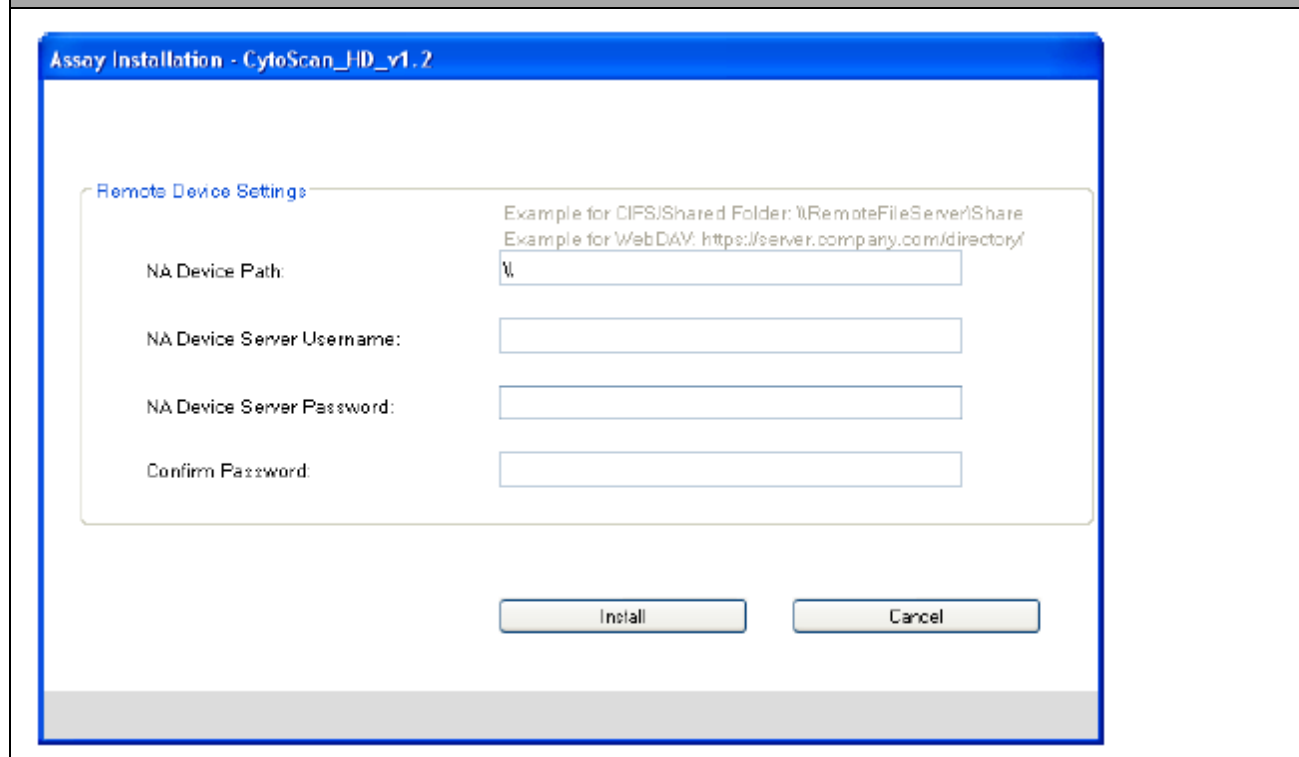 Assay Installation - CytoScan_HD_v1.2
Remote Device Settings
Example for CIFS/Shared Folder: \\RemoteFileServer\Share
Example for WebDAV: https://server.company.com/directory/
NA Device Path:
\\
NA Device Server Username:
NA Device Server Password:
Confirm Password:
Install
Cancel